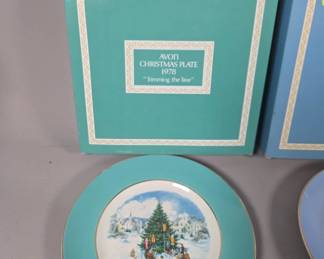 AVON
CHRISTMAS PLATE
1978
"Trimming the Tree"